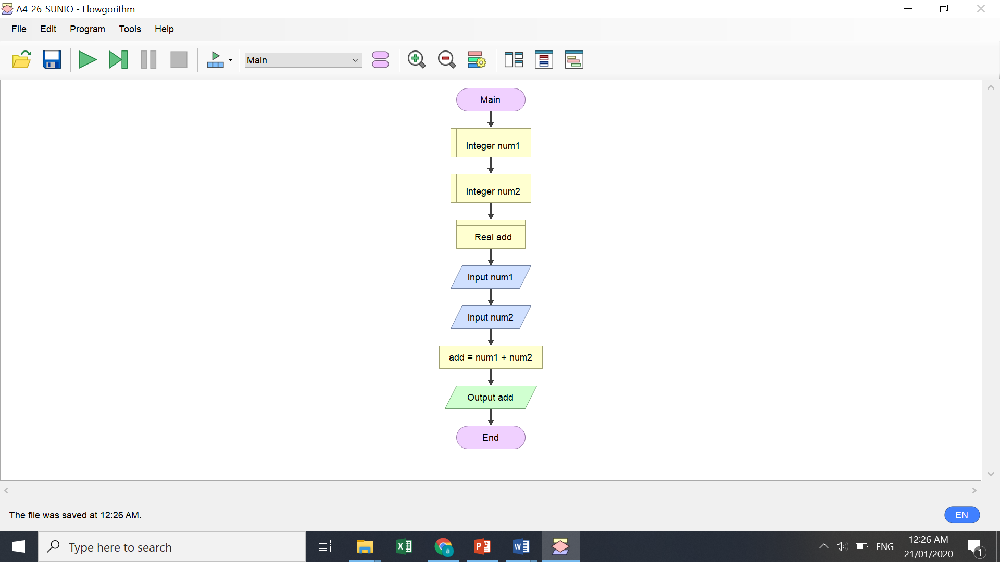 A4_26_SUNIO - Flowgorithm
File Edit Program Tools Help
Main
Main
Integer num1
Integer num2
Real add
Input num1
Input num2
add = num1 + num2
Output add
End
The file was saved at 12:26 AM.
EN
Type here to search
a
ENG
12:26 AM
21/01/2020
1